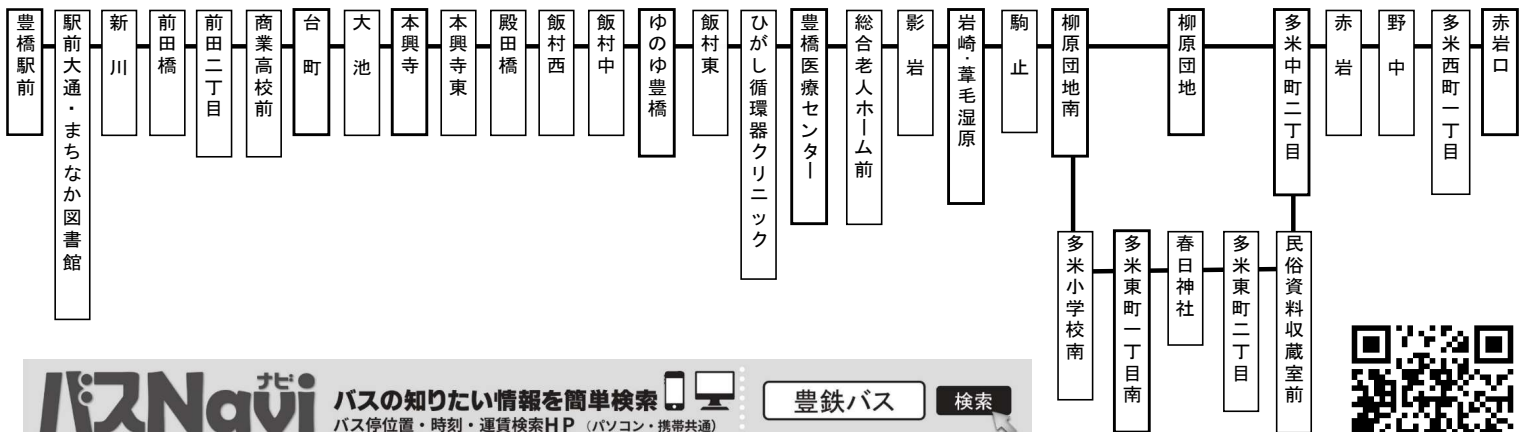 豊橋駅前
駅前大通・まちなか図書館
新川
前田橋
前田二丁目
商業高校前
台町
大池
本興寺
本興寺東
殿田橋
飯村西
飯村中
ゆのゆ豊橋
飯村東
ひがし循環器クリニック
豊橋医療センター
総合老人ホーム前
影岩
岩崎・葦毛湿原
駒止
柳原団地南
柳原団地
多米中町二丁目
赤岩
野中
多米西町一丁目
赤岩口
多米小学校南
多米東町一丁目南
春日神社
多米東町二丁目
民俗資料収蔵室前
バスNavi
ナビ
バスの知りたい情報を簡単検索
バス停位置・時刻・運賃検索HP（パソコン・携帯共通）
豊鉄バス
検索